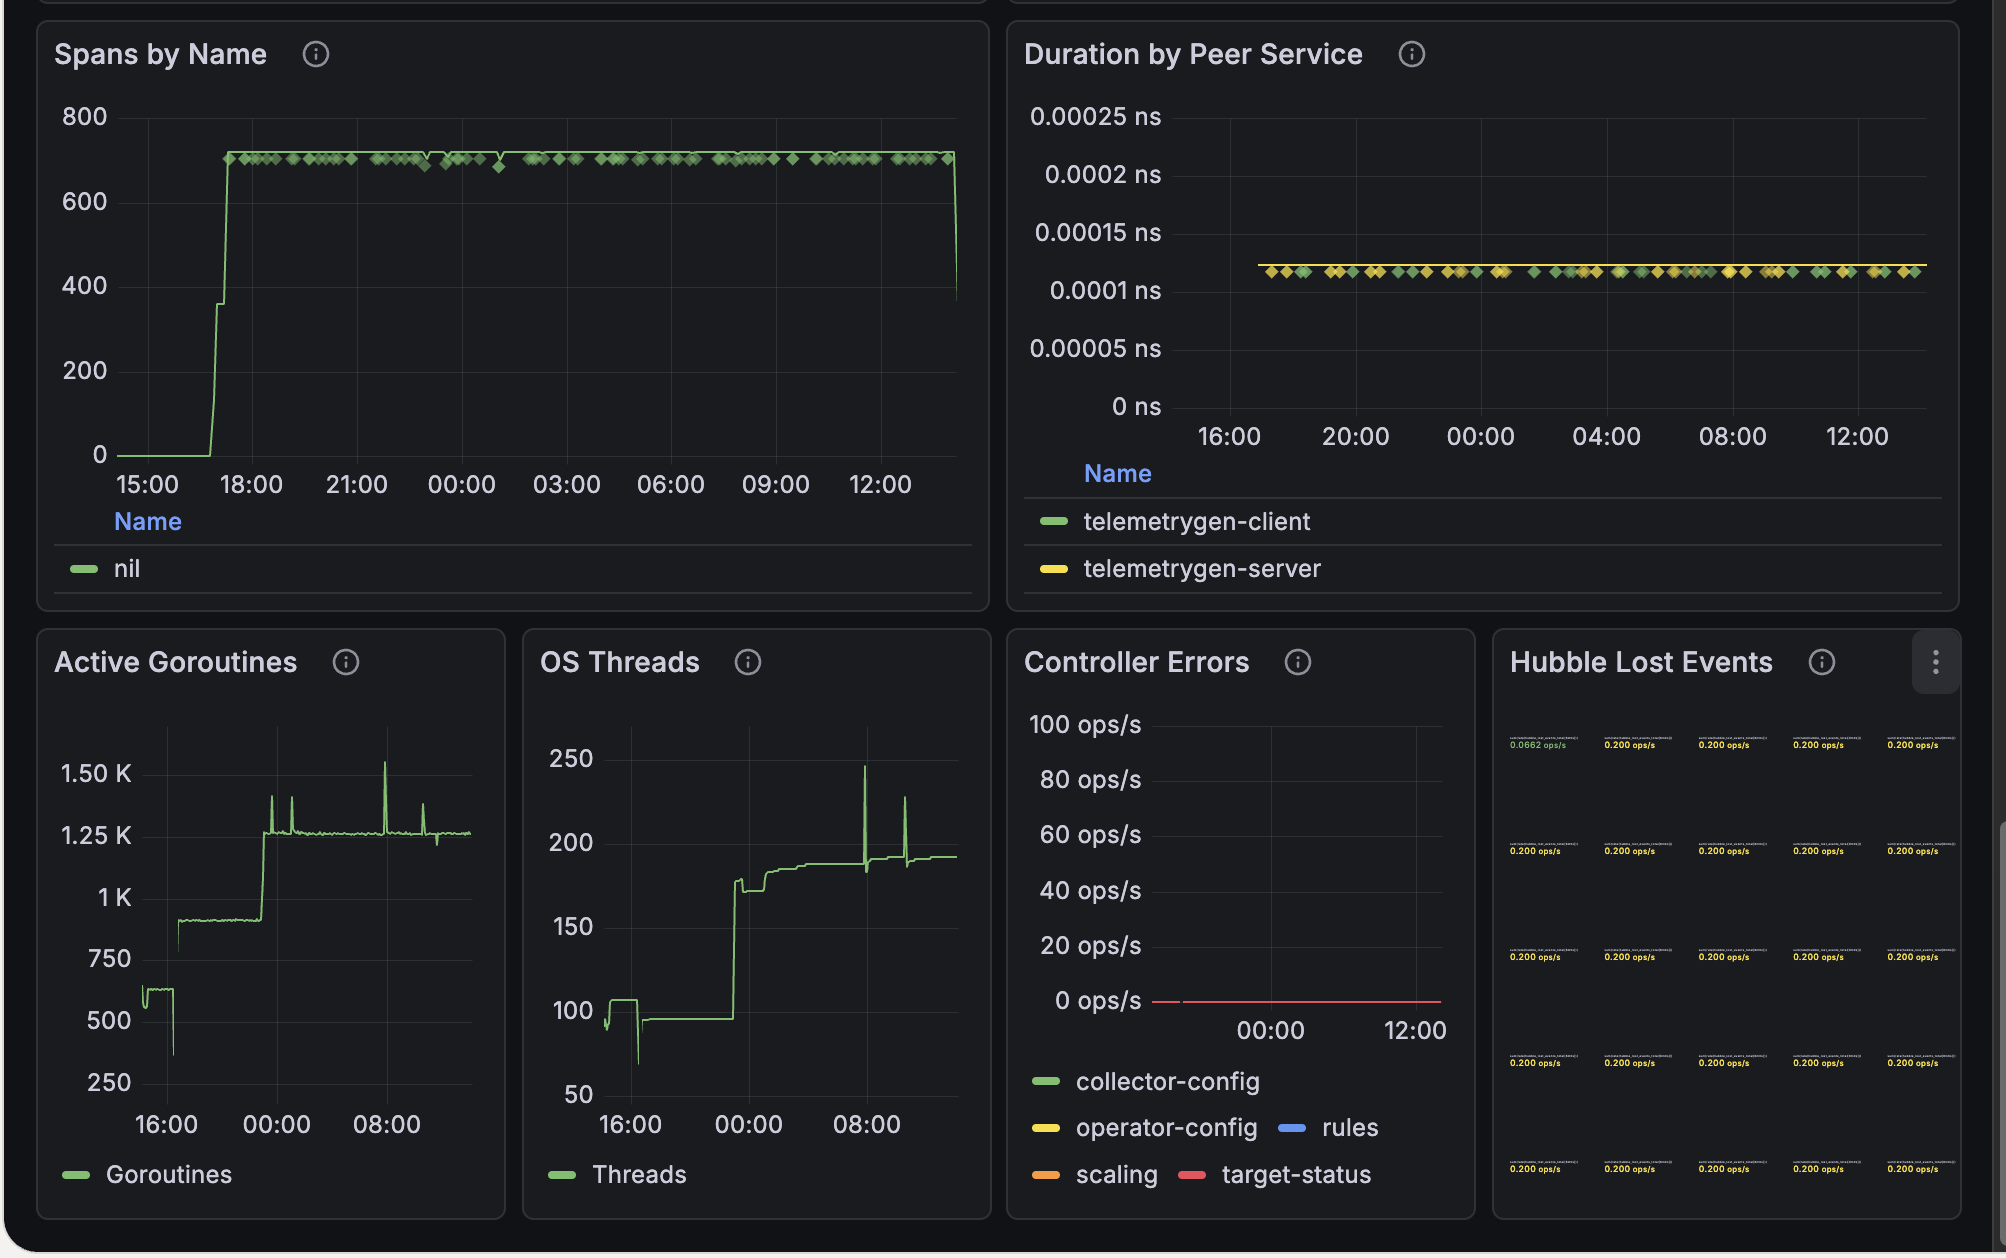 Spans by Name
800
600
400
200
0
15:00 18:00 21:00 00:00 03:00 06:00 09:00 12:00
Name
nil
Duration by Peer Service
0.00025 ns
0.0002 ns
0.00015 ns
0.0001 ns
0.00005 ns
0 ns
16:00 20:00 00:00 04:00 08:00 12:00
Name
telemetrygen-client
telemetrygen-server
Active Goroutines
1.50 K
1.25 K
1 K
750
500
250
16:00 00:00 08:00
Goroutines
OS Threads
250
200
150
100
50
16:00 00:00 08:00
Threads
Controller Errors
100 ops/s
80 ops/s
60 ops/s
40 ops/s
20 ops/s
0 ops/s
00:00 12:00
collector-config
operator-config rules
scaling target-status
Hubble Lost Events
0.0662 ops/s 0.200 ops/s 0.200 ops/s 0.200 ops/s 0.200 ops/s
0.200 ops/s 0.200 ops/s 0.200 ops/s 0.200 ops/s 0.200 ops/s
0.200 ops/s 0.200 ops/s 0.200 ops/s 0.200 ops/s 0.200 ops/s
0.200 ops/s 0.200 ops/s 0.200 ops/s 0.200 ops/s 0.200 ops/s
0.200 ops/s 0.200 ops/s 0.200 ops/s 0.200 ops/s 0.200 ops/s